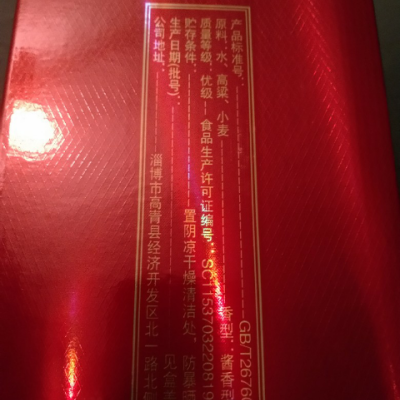 产品标准号:GB/T2676
原料:水、高粱、小麦 香型:酱香型
质量等级:优级 食品生产许可证编号:SC1153703220819
贮存条件:置阴凉干燥清洁处,防暴晒
生产日期(批号):见盒盖
公司地址:淄博市高青县经济开发区北一路北